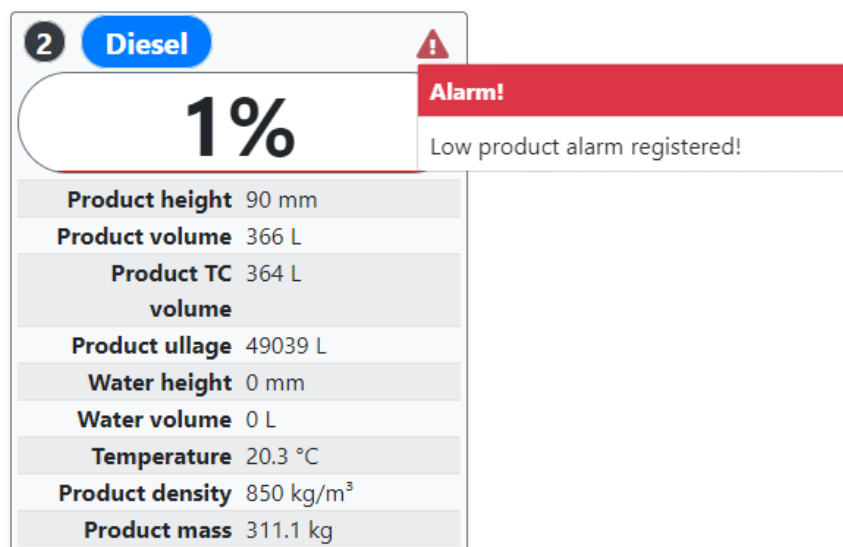 2 Diesel
1%
Alarm!
Low product alarm registered!
Product height 90 mm
Product volume 366 L
Product TC 364 L
volume
Product ullage 49039 L
Water height 0 mm
Water volume 0 L
Temperature 20.3 °C
Product density 850 kg/m³
Product mass 311.1 kg